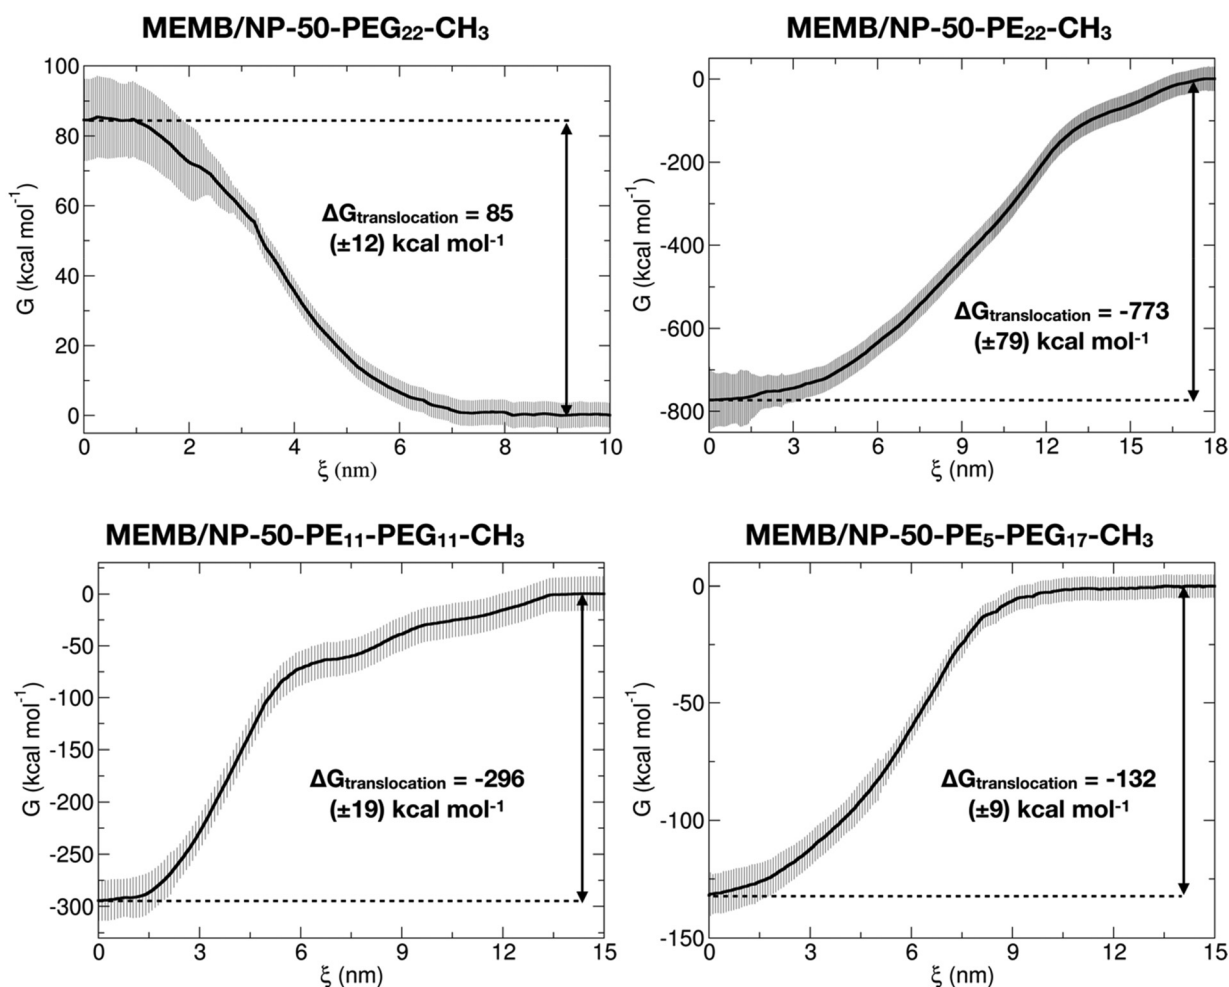 MEMB/NP-50-PEG₂₂-CH₃
100
80
60
40
20
0
G (kcal mol⁻¹)
ΔGtranslocation = 85
(±12) kcal mol⁻¹
0 2 4 6 8 10
ξ (nm)
MEMB/NP-50-PE₂₂-CH₃
0
-200
-400
-600
-800
G (kcal mol⁻¹)
ΔGtranslocation = -773
(±79) kcal mol⁻¹
0 3 6 9 12 15 18
ξ (nm)
MEMB/NP-50-PE₁₁-PEG₁₁-CH₃
0
-50
-100
-150
-200
-250
-300
G (kcal mol⁻¹)
ΔGtranslocation = -296
(±19) kcal mol⁻¹
0 3 6 9 12 15
ξ (nm)
MEMB/NP-50-PE₅-PEG₁₇-CH₃
0
-50
-100
-150
G (kcal mol⁻¹)
ΔGtranslocation = -132
(±9) kcal mol⁻¹
0 3 6 9 12 15
ξ (nm)